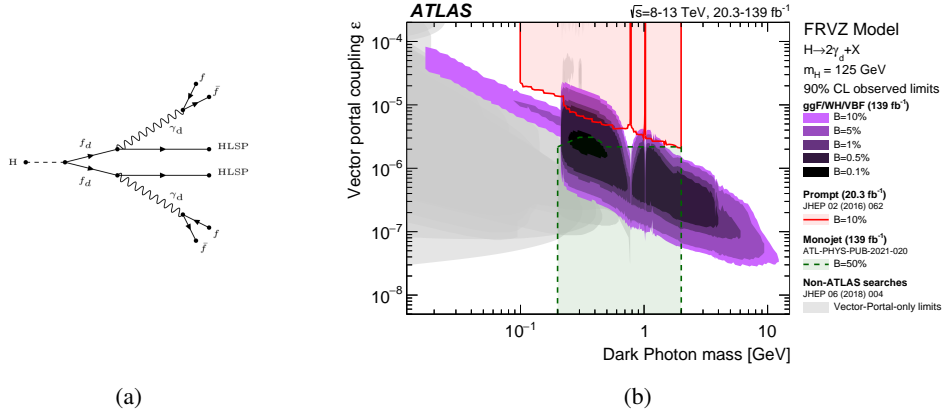 H
f_d
f_d
γ_d
γ_d
f
f̄
HLSP
HLSP
f
f̄
(a)
ATLAS
√s=8-13 TeV, 20.3-139 fb⁻¹
Vector portal coupling ε
10⁻⁴
10⁻⁵
10⁻⁶
10⁻⁷
10⁻⁸
10⁻¹ 1 10
Dark Photon mass [GeV]
FRVZ Model
H→2γ_d+X
m_H = 125 GeV
90% CL observed limits
ggF/WH/VBF (139 fb⁻¹)
B=10%
B=5%
B=1%
B=0.5%
B=0.1%
Prompt (20.3 fb⁻¹)
JHEP 02 (2016) 062
B=10%
Monojet (139 fb⁻¹)
ATL-PHYS-PUB-2021-020
B=50%
Non-ATLAS searches
JHEP 06 (2018) 004
Vector-Portal-only limits
(b)